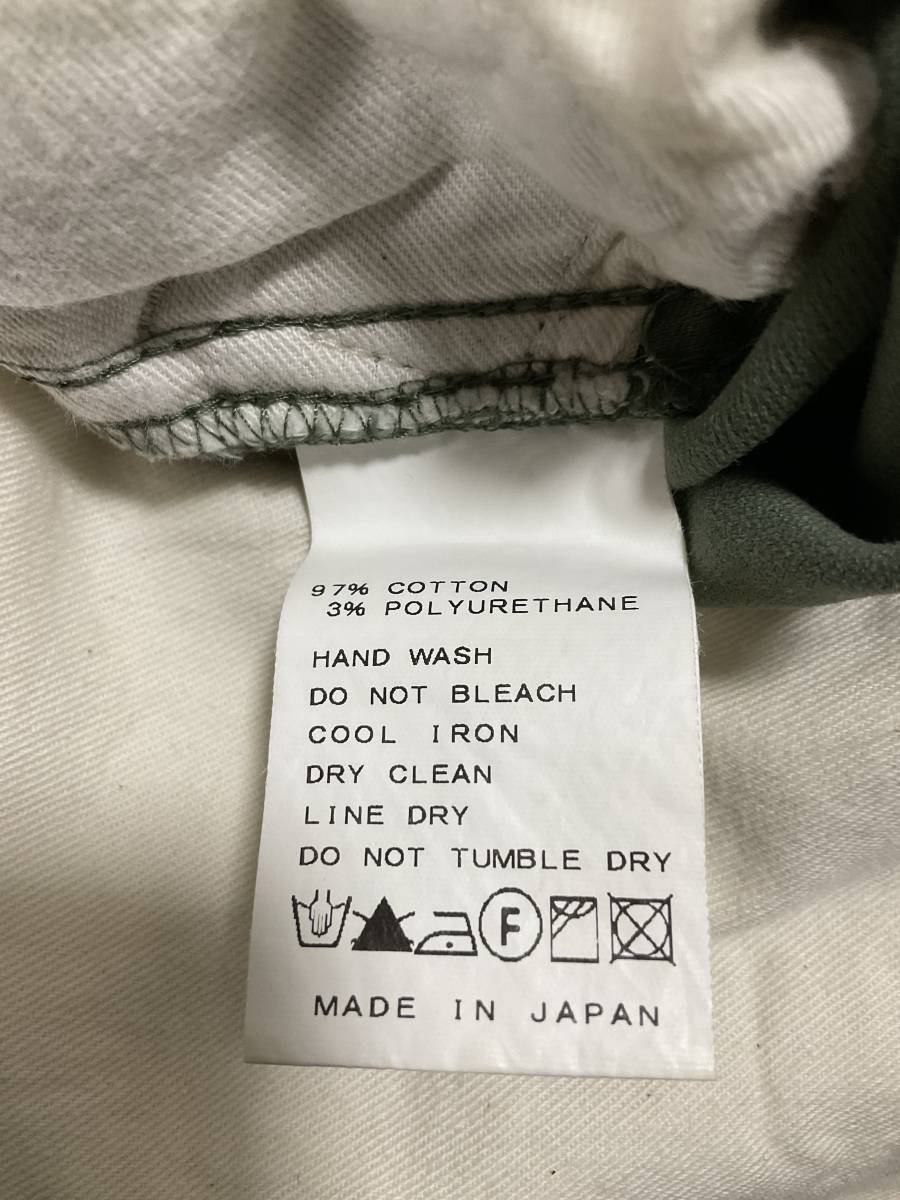 97% COTTON
3% POLYURETHANE
HAND WASH
DO NOT BLEACH
COOL IRON
DRY CLEAN
LINE DRY
DO NOT TUMBLE DRY
F
MADE IN JAPAN